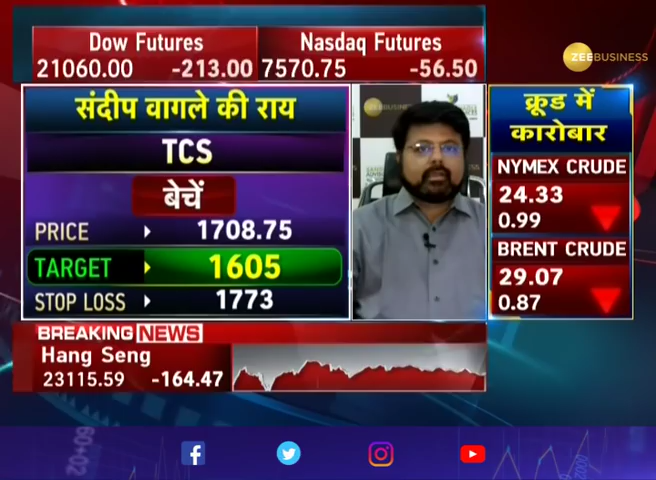 Dow Futures
21060.00 -213.00
Nasdaq Futures
7570.75 -56.50
ZEE BUSINESS
संदीप वागले की राय
TCS
बेचें
PRICE 1708.75
TARGET 1605
STOP LOSS 1773
ZEEBUSINESS
क्रूड में
कारोबार
NYMEX CRUDE
24.33
0.99
BRENT CRUDE
29.07
0.87
BREAKING NEWS
Hang Seng
23115.59 -164.47